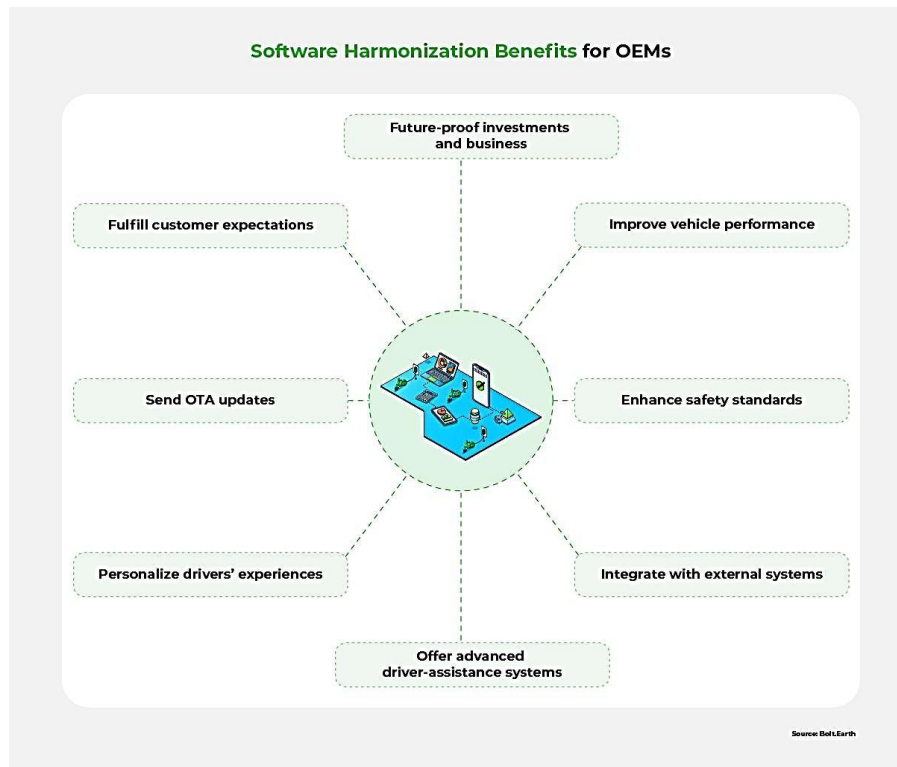 Software Harmonization Benefits for OEMs
Future-proof investments
and business
Fulfill customer expectations
Improve vehicle performance
Send OTA updates
Enhance safety standards
Personalize drivers’ experiences
Integrate with external systems
Offer advanced
driver-assistance systems
Source: Bolt.Earth